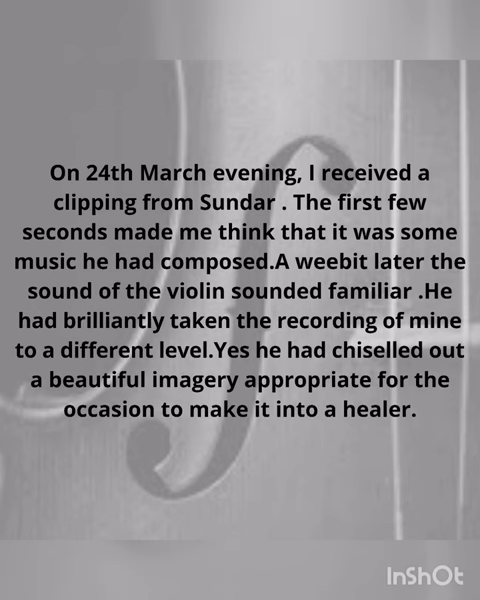 On 24th March evening, I received a
clipping from Sundar . The first few
seconds made me think that it was some
music he had composed.A weebit later the
sound of the violin sounded familiar .He
had brilliantly taken the recording of mine
to a different level.Yes he had chiselled out
a beautiful imagery appropriate for the
occasion to make it into a healer.
InShOt